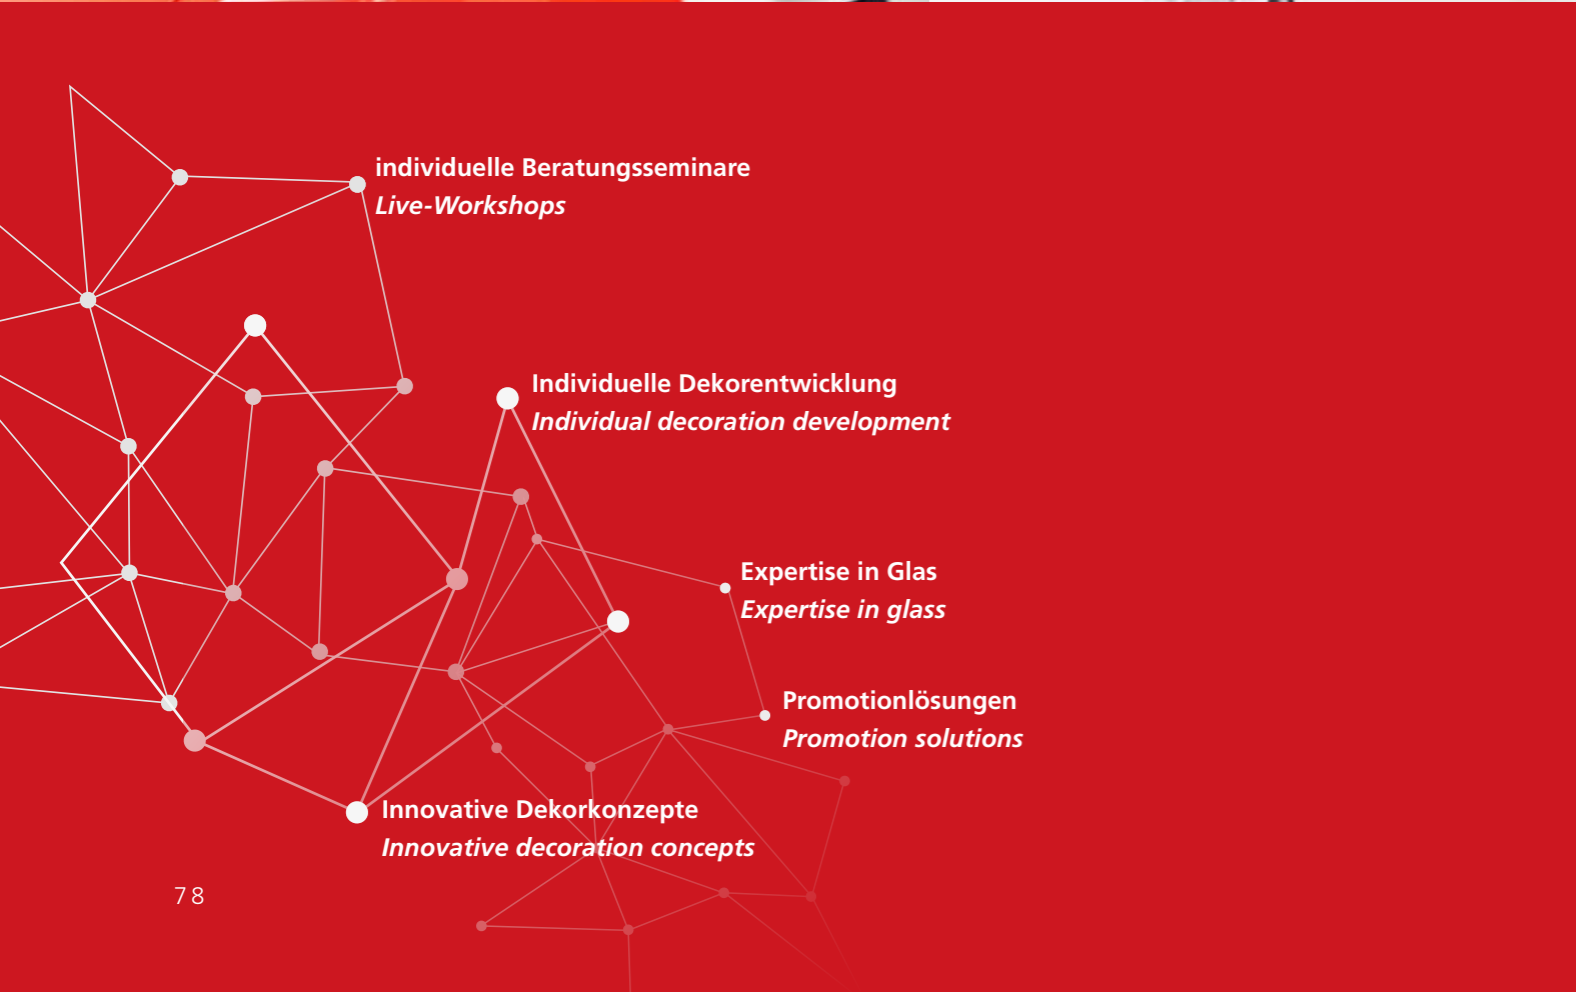 individuelle Beratungsseminare
Live-Workshops
Individuelle Dekorentwicklung
Individual decoration development
Expertise in Glas
Expertise in glass
Promotionlösungen
Promotion solutions
Innovative Dekorkonzepte
Innovative decoration concepts
78